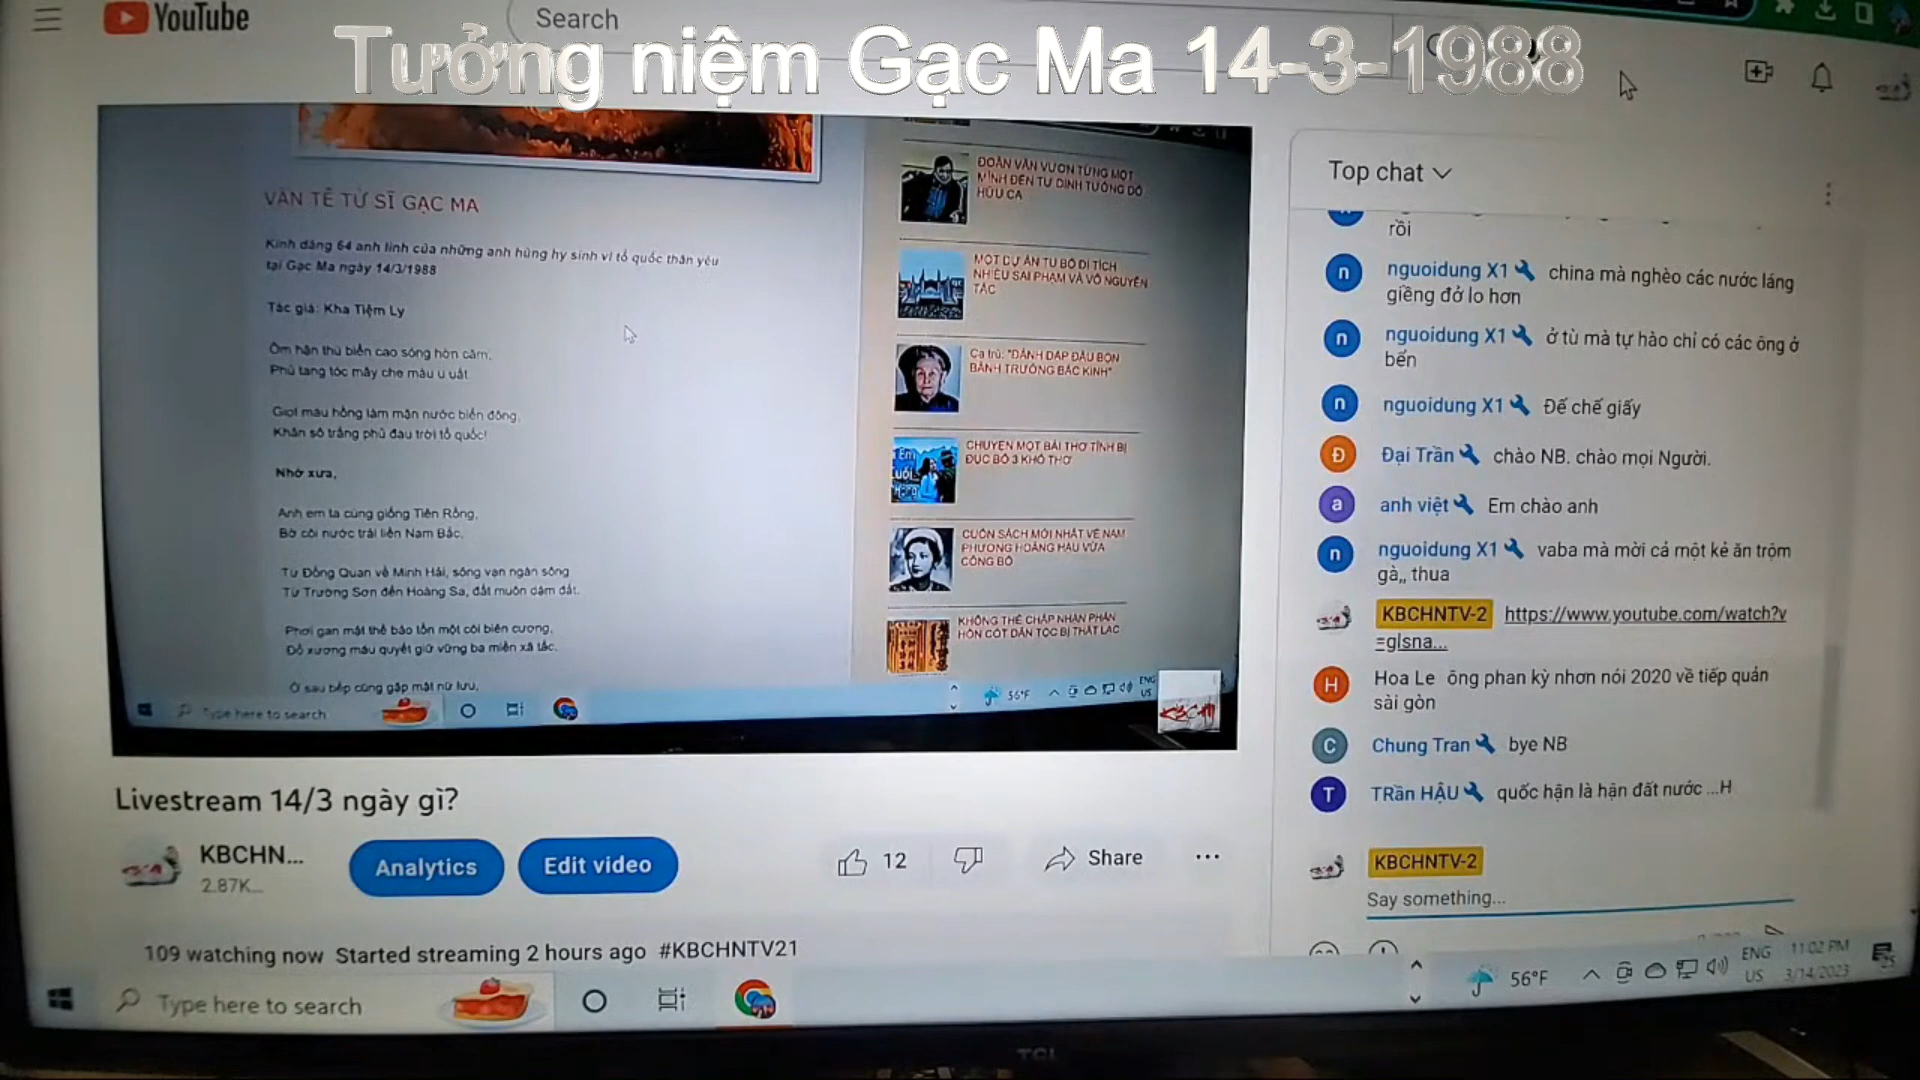 YouTube
Search
Tưởng niệm Gạc Ma 14-3-1988
VĂN TẾ TỬ SĨ GẠC MA
Kính dâng 64 anh linh của những anh hùng hy sinh vì tổ quốc thân yêu
tại Gạc Ma ngày 14/3/1988
Tác giả: Kha Tiệm Ly
Ôm hận thù biển cao sóng hờn căm,
Phủ tang tóc mây che màu u uất
Giọt máu hồng làm mặn nước biển đông,
Khăn sô trắng phủ đau trời tổ quốc!
Nhớ xưa,
Anh em ta cùng giống Tiên Rồng,
Bờ cõi nước trải liền Nam Bắc.
Từ Đồng Quan về Minh Hải, sông vạn ngàn sông
Từ Trường Sơn đến Hoàng Sa, đất muôn dặm đất.
Phơi gan mật thề bảo tồn một cõi biên cương,
Đổ xương máu quyết giữ vững ba miền xã tắc.
Ở sau bếp cũng gặp mặt nữ lưu,
ĐOÀN VĂN VƯƠN TỪNG MỘT
MÌNH ĐẾN TƯ DINH TƯỚNG ĐỖ
HỮU CA
MỘT DỰ ÁN TU BỔ DI TÍCH
NHIỀU SAI PHẠM VÀ VÔ NGUYÊN
TẮC
Ca trù: "ĐÁNH DẬP ĐẦU BỌN
BÀNH TRƯỚNG BẮC KINH"
CHUYỆN MỘT BÀI THƠ TÌNH BỊ
ĐỤC BỎ 3 KHỔ THƠ
CUỐN SÁCH MỚI NHẤT VỀ NAM
PHƯƠNG HOÀNG HẬU VỪA
CÔNG BỐ
KHÔNG THỂ CHẤP NHẬN PHẦN
HỒN CỐT DÂN TỘC BỊ THẤT LẠC
Type here to search
56°F
ENG
US
Livestream 14/3 ngày gì?
KBCHN...
2.87K...
Analytics
Edit video
12
Share
109 watching now Started streaming 2 hours ago #KBCHNTV21
Top chat
rồi
n nguoidung X1 china mà nghèo các nước láng
giềng đở lo hơn
n nguoidung X1 ở tù mà tự hào chỉ có các ông ở
bến
n nguoidung X1 Đế chế giấy
Đ Đại Trần chào NB. chào mọi Người.
a anh việt Em chào anh
n nguoidung X1 vaba mà mời cả một kẻ ăn trộm
gà,, thua
KBCHNTV-2 https://www.youtube.com/watch?v
=glsna...
H Hoa Le ông phan kỳ nhơn nói 2020 về tiếp quản
sài gòn
C Chung Tran bye NB
T TRần HẬU quốc hận là hận đất nước ...H
KBCHNTV-2
Say something...
Type here to search
56°F
ENG
US
11:02 PM
3/14/2023
TCL